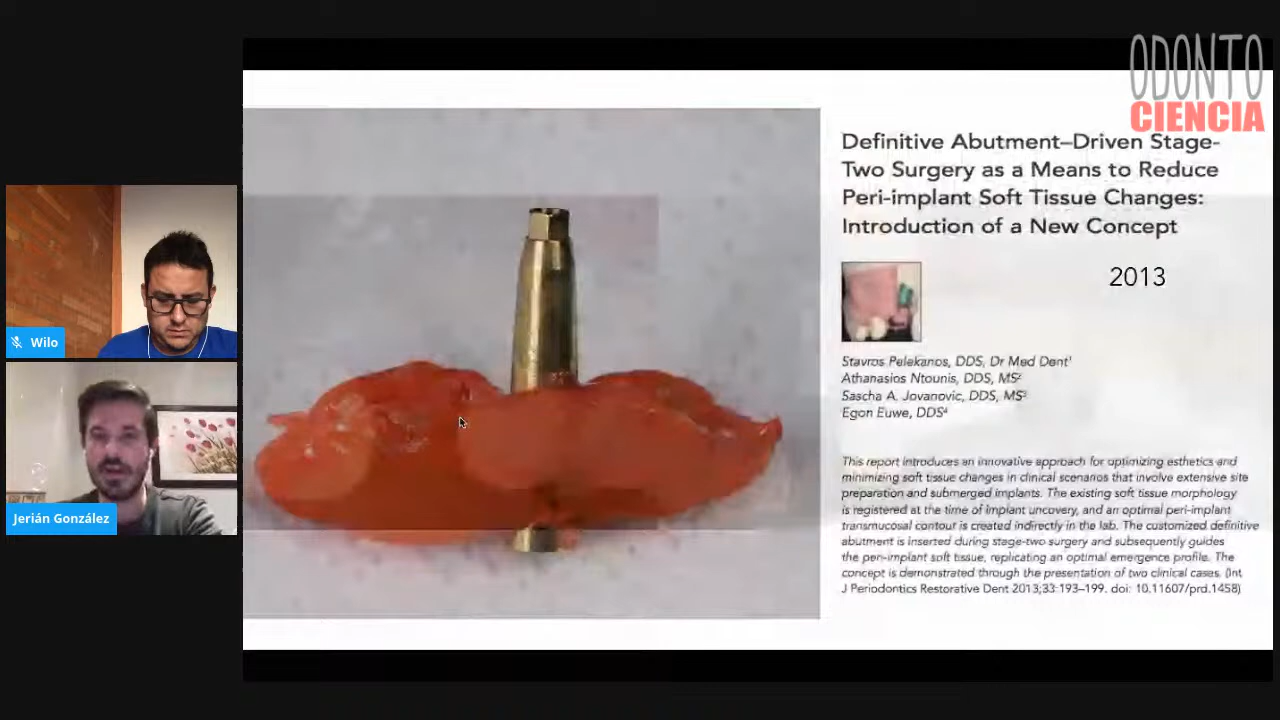 ODONTO
CIENCIA
Definitive Abutment–Driven Stage-
Two Surgery as a Means to Reduce
Peri-implant Soft Tissue Changes:
Introduction of a New Concept
2013
Stavros Pelekanos, DDS, Dr Med Dent¹
Athanasios Ntounis, DDS, MS²
Sascha A. Jovanovic, DDS, MS³
Egon Euwe, DDS⁴
This report introduces an innovative approach for optimizing esthetics and
minimizing soft tissue changes in clinical scenarios that involve extensive site
preparation and submerged implants. The existing soft tissue morphology
is registered at the time of implant uncovery, and an optimal peri-implant
transmucosal contour is created indirectly in the lab. The customized definitive
abutment is inserted during stage-two surgery and subsequently guides
the peri-implant soft tissue, replicating an optimal emergence profile. The
concept is demonstrated through the presentation of two clinical cases. (Int
J Periodontics Restorative Dent 2013;33:193–199. doi: 10.11607/prd.1458)
Wilo
Jerián González